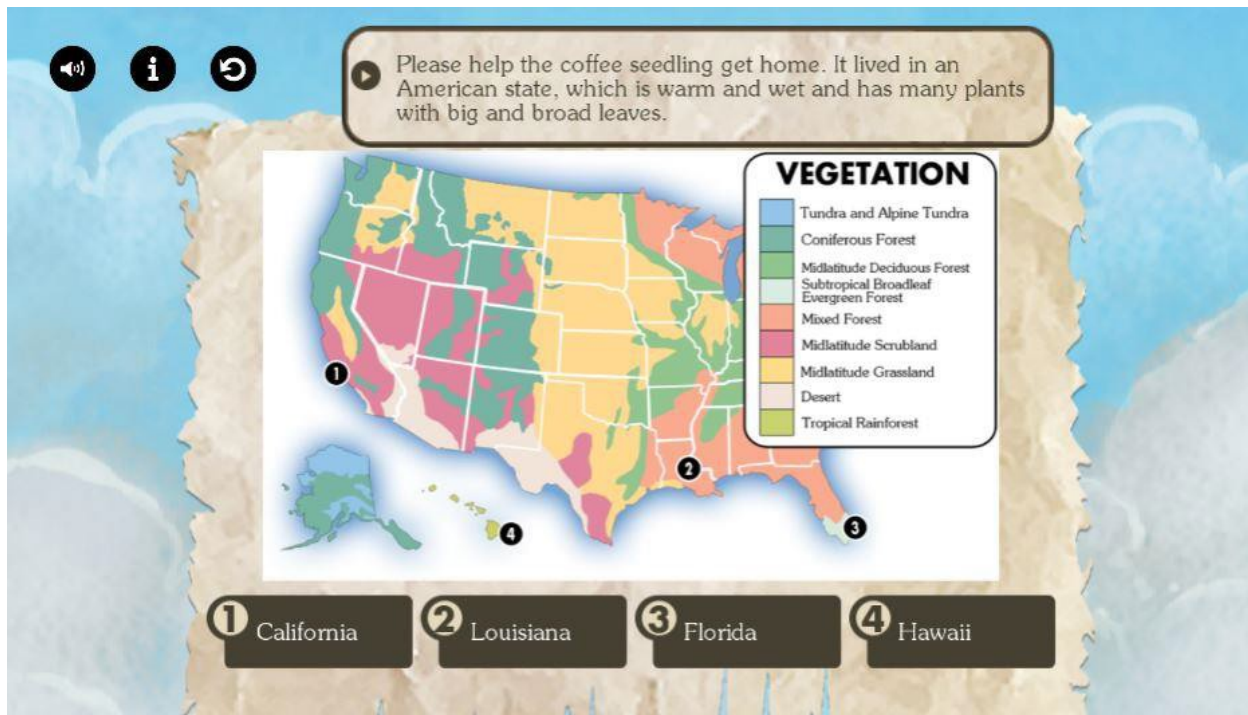 Please help the coffee seedling get home. It lived in an
American state, which is warm and wet and has many plants
with big and broad leaves.
VEGETATION
Tundra and Alpine Tundra
Coniferous Forest
Midlatitude Deciduous Forest
Subtropical Broadleaf
Evergreen Forest
Mixed Forest
Midlatitude Scrubland
Midlatitude Grassland
Desert
Tropical Rainforest
1
2
3
4
1 California
2 Louisiana
3 Florida
4 Hawaii